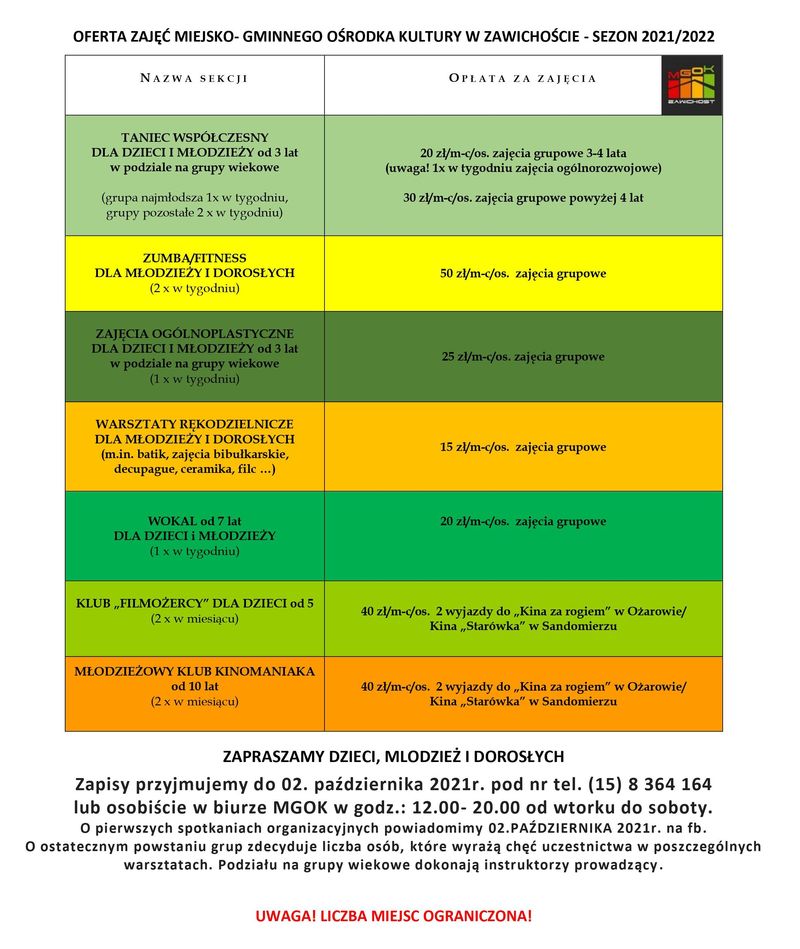 OFERTA ZAJĘĆ MIEJSKO- GMINNEGO OŚRODKA KULTURY W ZAWICHOŚCIE - SEZON 2021/2022
NAZWA SEKCJI
OPŁATA ZA ZAJĘCIA
MGOK
ZAWICHOST
TANIEC WSPÓŁCZESNY
DLA DZIECI I MŁODZIEŻY od 3 lat
w podziale na grupy wiekowe
(grupa najmłodsza 1x w tygodniu,
grupy pozostałe 2 x w tygodniu)
20 zł/m-c/os. zajęcia grupowe 3-4 lata
(uwaga! 1x w tygodniu zajęcia ogólnorozwojowe)
30 zł/m-c/os. zajęcia grupowe powyżej 4 lat
ZUMBA/FITNESS
DLA MŁODZIEŻY I DOROSŁYCH
(2 x w tygodniu)
50 zł/m-c/os. zajęcia grupowe
ZAJĘCIA OGÓLNOPLASTYCZNE
DLA DZIECI I MŁODZIEŻY od 3 lat
w podziale na grupy wiekowe
(1 x w tygodniu)
25 zł/m-c/os. zajęcia grupowe
WARSZTATY RĘKODZIELNICZE
DLA MŁODZIEŻY I DOROSŁYCH
(m.in. batik, zajęcia bibułkarskie,
decupague, ceramika, filc …)
15 zł/m-c/os. zajęcia grupowe
WOKAL od 7 lat
DLA DZIECI i MŁODZIEŻY
(1 x w tygodniu)
20 zł/m-c/os. zajęcia grupowe
KLUB „FILMOŻERCY” DLA DZIECI od 5
(2 x w miesiącu)
40 zł/m-c/os. 2 wyjazdy do „Kina za rogiem” w Ożarowie/
Kina „Starówka” w Sandomierzu
MŁODZIEŻOWY KLUB KINOMANIAKA
od 10 lat
(2 x w miesiącu)
40 zł/m-c/os. 2 wyjazdy do „Kina za rogiem” w Ożarowie/
Kina „Starówka” w Sandomierzu
ZAPRASZAMY DZIECI, MLODZIEŻ I DOROSŁYCH
Zapisy przyjmujemy do 02. października 2021r. pod nr tel. (15) 8 364 164
lub osobiście w biurze MGOK w godz.: 12.00- 20.00 od wtorku do soboty.
O pierwszych spotkaniach organizacyjnych powiadomimy 02.PAŹDZIERNIKA 2021r. na fb.
O ostatecznym powstaniu grup zdecyduje liczba osób, które wyrażą chęć uczestnictwa w poszczególnych
warsztatach. Podziału na grupy wiekowe dokonają instruktorzy prowadzący.
UWAGA! LICZBA MIEJSC OGRANICZONA!